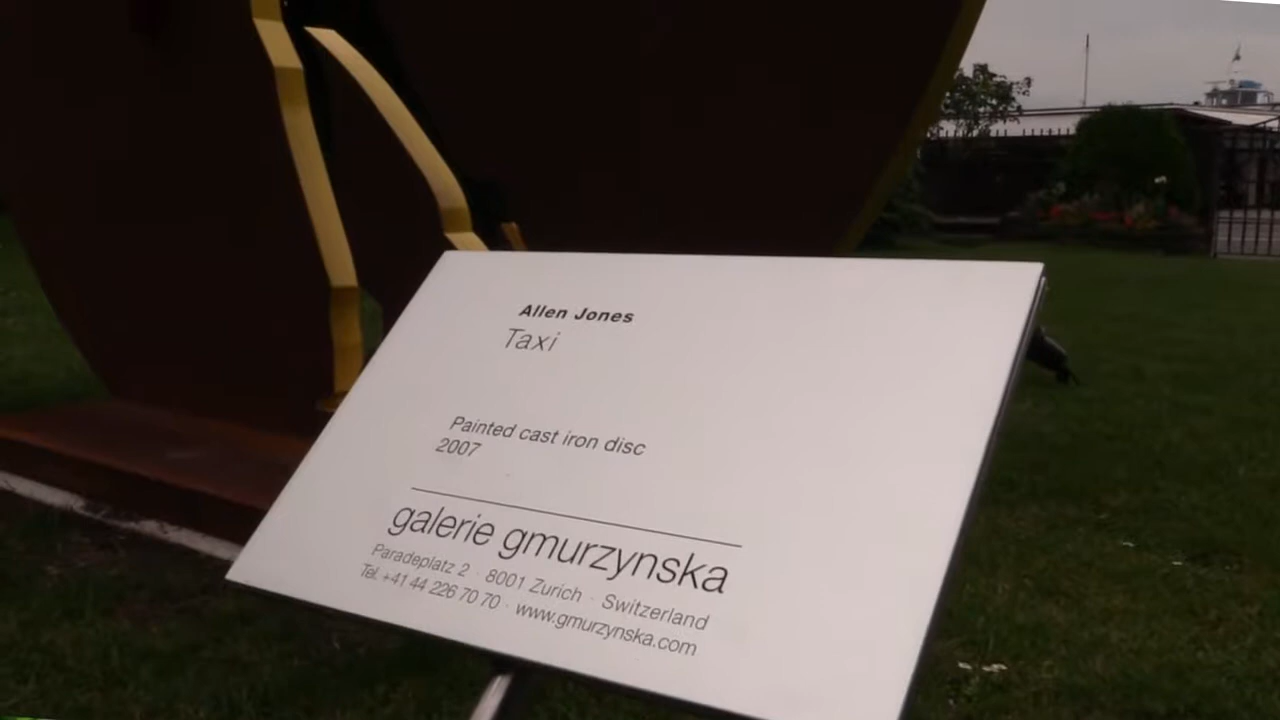 Allen Jones
Taxi
Painted cast iron disc
2007
galerie gmurzynska
Paradeplatz 2 · 8001 Zurich · Switzerland
Tel. +41 44 226 70 70 · www.gmurzynska.com